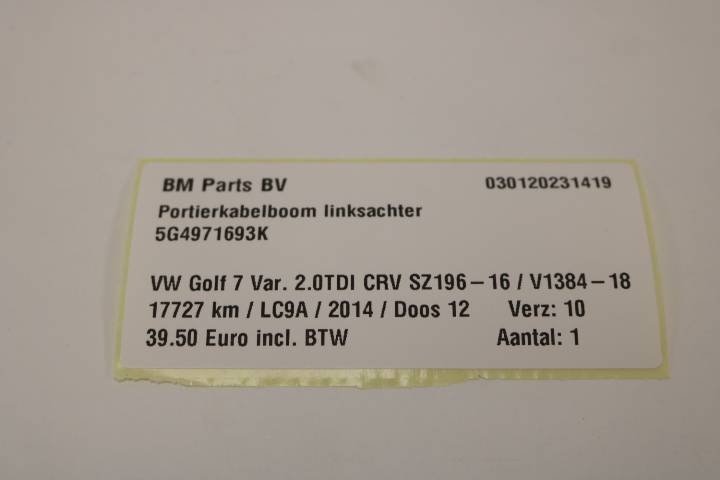 BM Parts BV 030120231419
Portierkabelboom linksachter
5G4971693K
VW Golf 7 Var. 2.0TDI CRV SZ196-16 / V1384-18
17727 km / LC9A / 2014 / Doos 12 Verz: 10
39.50 Euro incl. BTW Aantal: 1